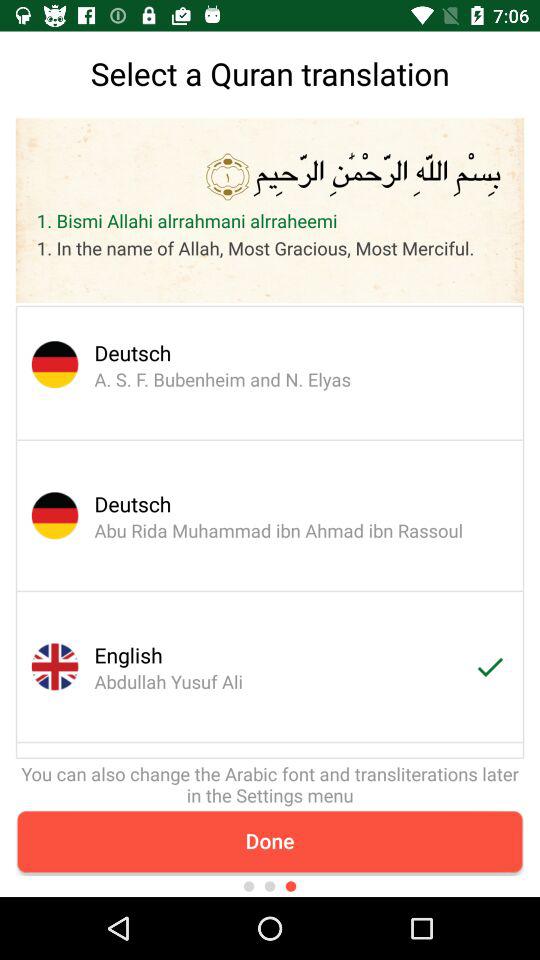 7:06
Select a Quran translation
بِسْمِ اللَّهِ الرَّحْمَٰنِ الرَّحِيمِ ١
1. Bismi Allahi alrrahmani alrraheemi
1. In the name of Allah, Most Gracious, Most Merciful.
Deutsch
A. S. F. Bubenheim and N. Elyas
Deutsch
Abu Rida Muhammad ibn Ahmad ibn Rassoul
English
Abdullah Yusuf Ali
You can also change the Arabic font and transliterations later
in the Settings menu
Done